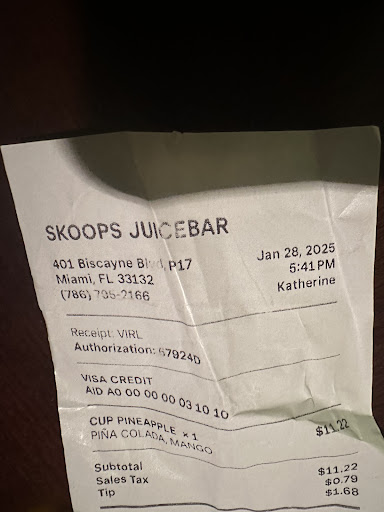 SKOOPS JUICEBAR
401 Biscayne Blvd, P17
Miami, FL 33132
(786) 795-2166
Jan 28, 2025
5:41 PM
Katherine
Receipt: VIRL
Authorization: 67924D
VISA CREDIT
AID A0 00 00 00 03 10 10
CUP PINEAPPLE × 1 $11.22
PIÑA COLADA, MANGO
Subtotal $11.22
Sales Tax $0.79
Tip $1.68